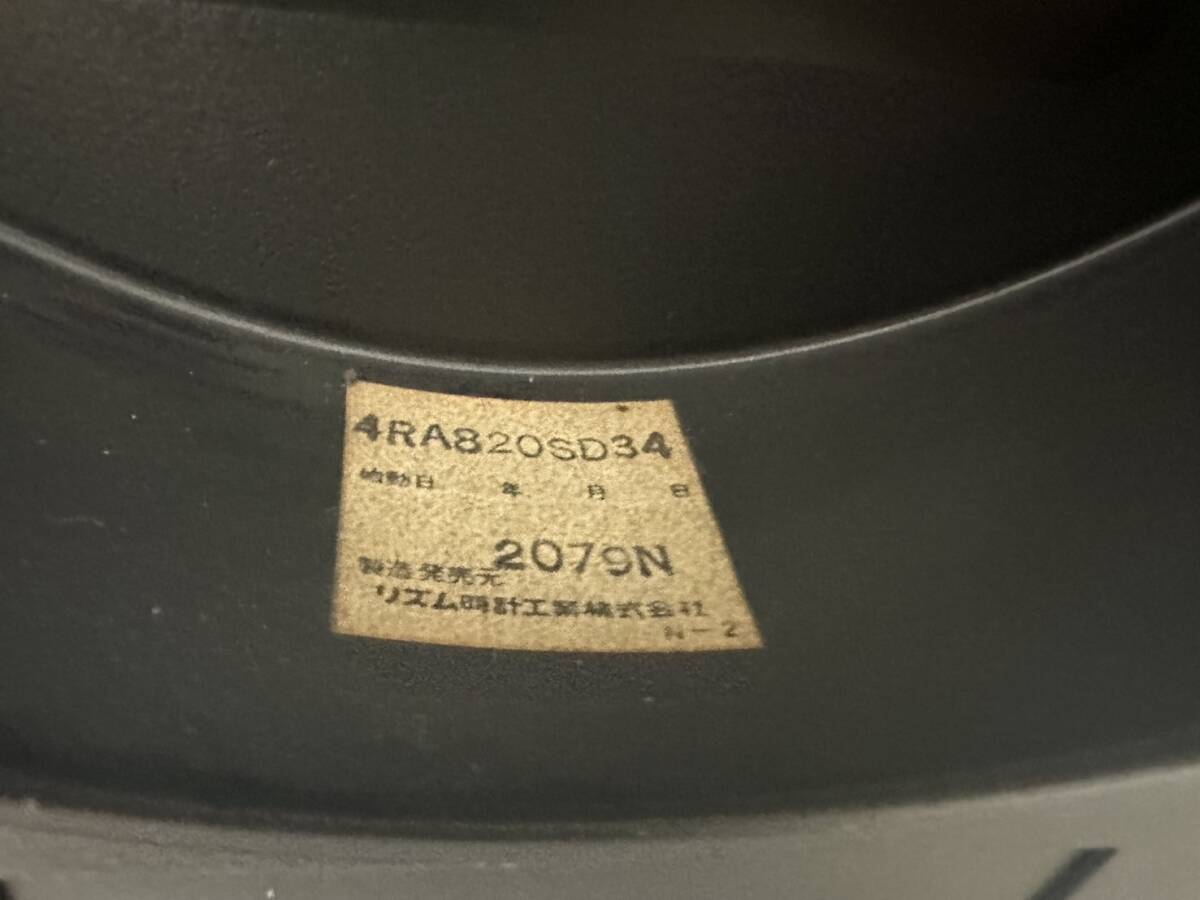 4RA820SD34
始動日 年 月 日
2079N
製造発売元
リズム時計工業株式会社
N-2